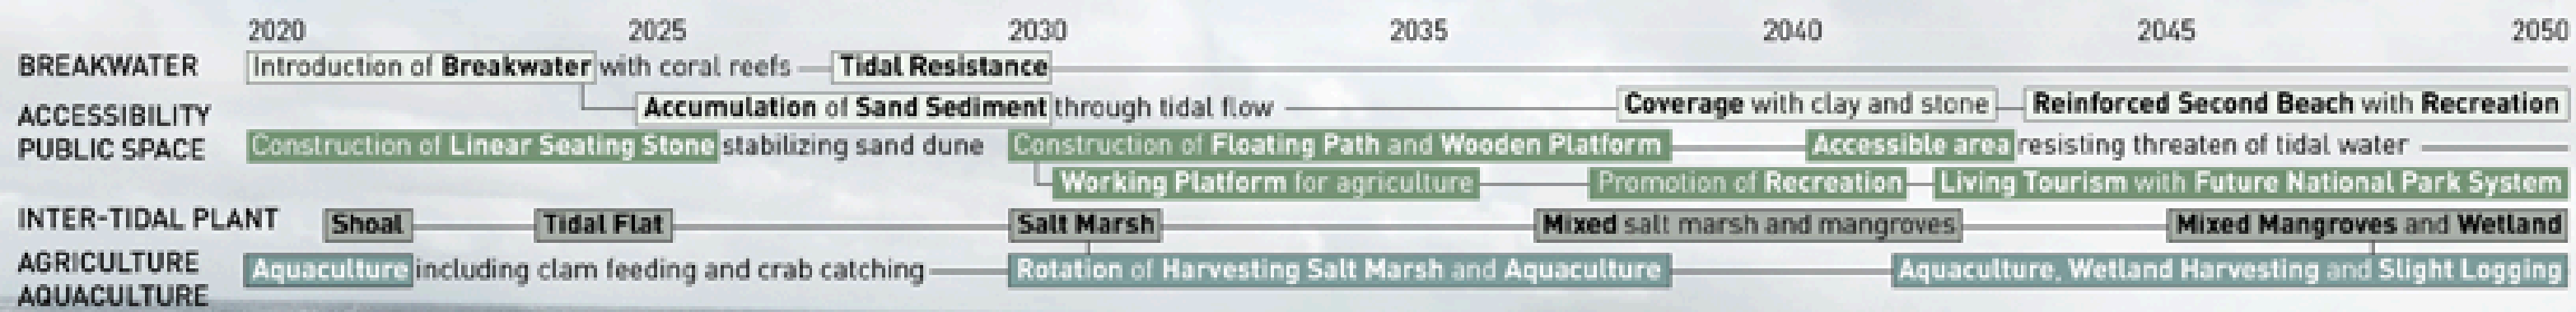 2020 2025 2030 2035 2040 2045 2050
BREAKWATER Introduction of Breakwater with coral reefs Tidal Resistance
ACCESSIBILITY Accumulation of Sand Sediment through tidal flow Coverage with clay and stone Reinforced Second Beach with Recreation
PUBLIC SPACE Construction of Linear Seating Stone stabilizing sand dune Construction of Floating Path and Wooden Platform Accessible area resisting threaten of tidal water
Working Platform for agriculture Promotion of Recreation Living Tourism with Future National Park System
INTER-TIDAL PLANT Shoal Tidal Flat Salt Marsh Mixed salt marsh and mangroves Mixed Mangroves and Wetland
AGRICULTURE Aquaculture including clam feeding and crab catching Rotation of Harvesting Salt Marsh and Aquaculture Aquaculture, Wetland Harvesting and Slight Logging
AQUACULTURE